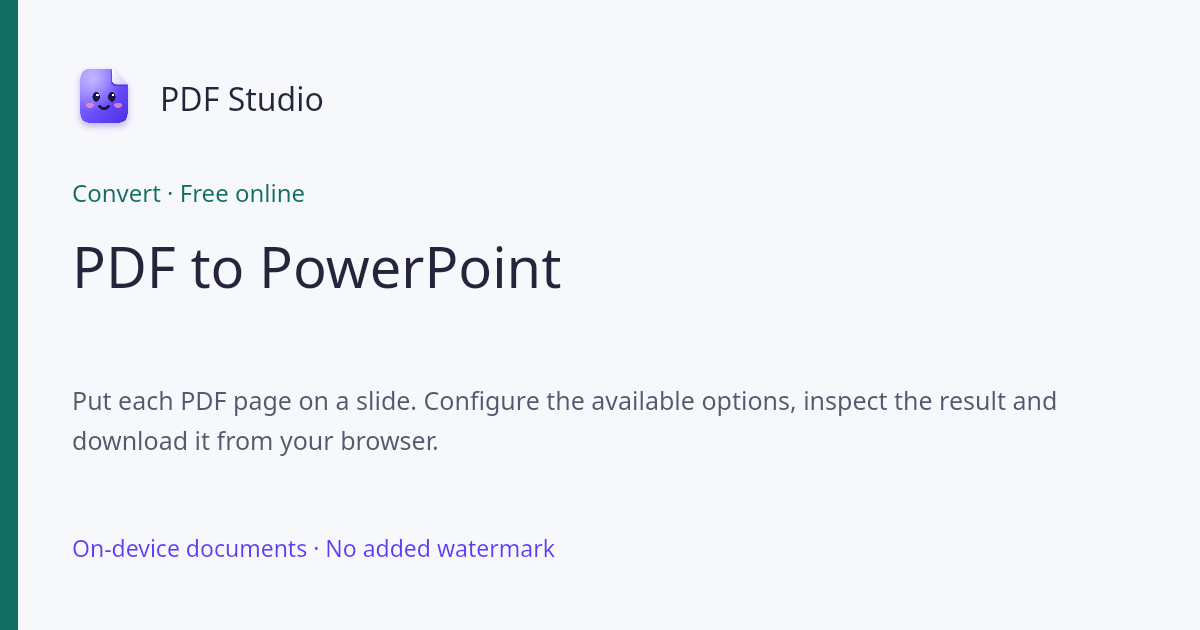 PDF Studio
Convert · Free online
PDF to PowerPoint
Put each PDF page on a slide. Configure the available options, inspect the result and
download it from your browser.
On-device documents · No added watermark